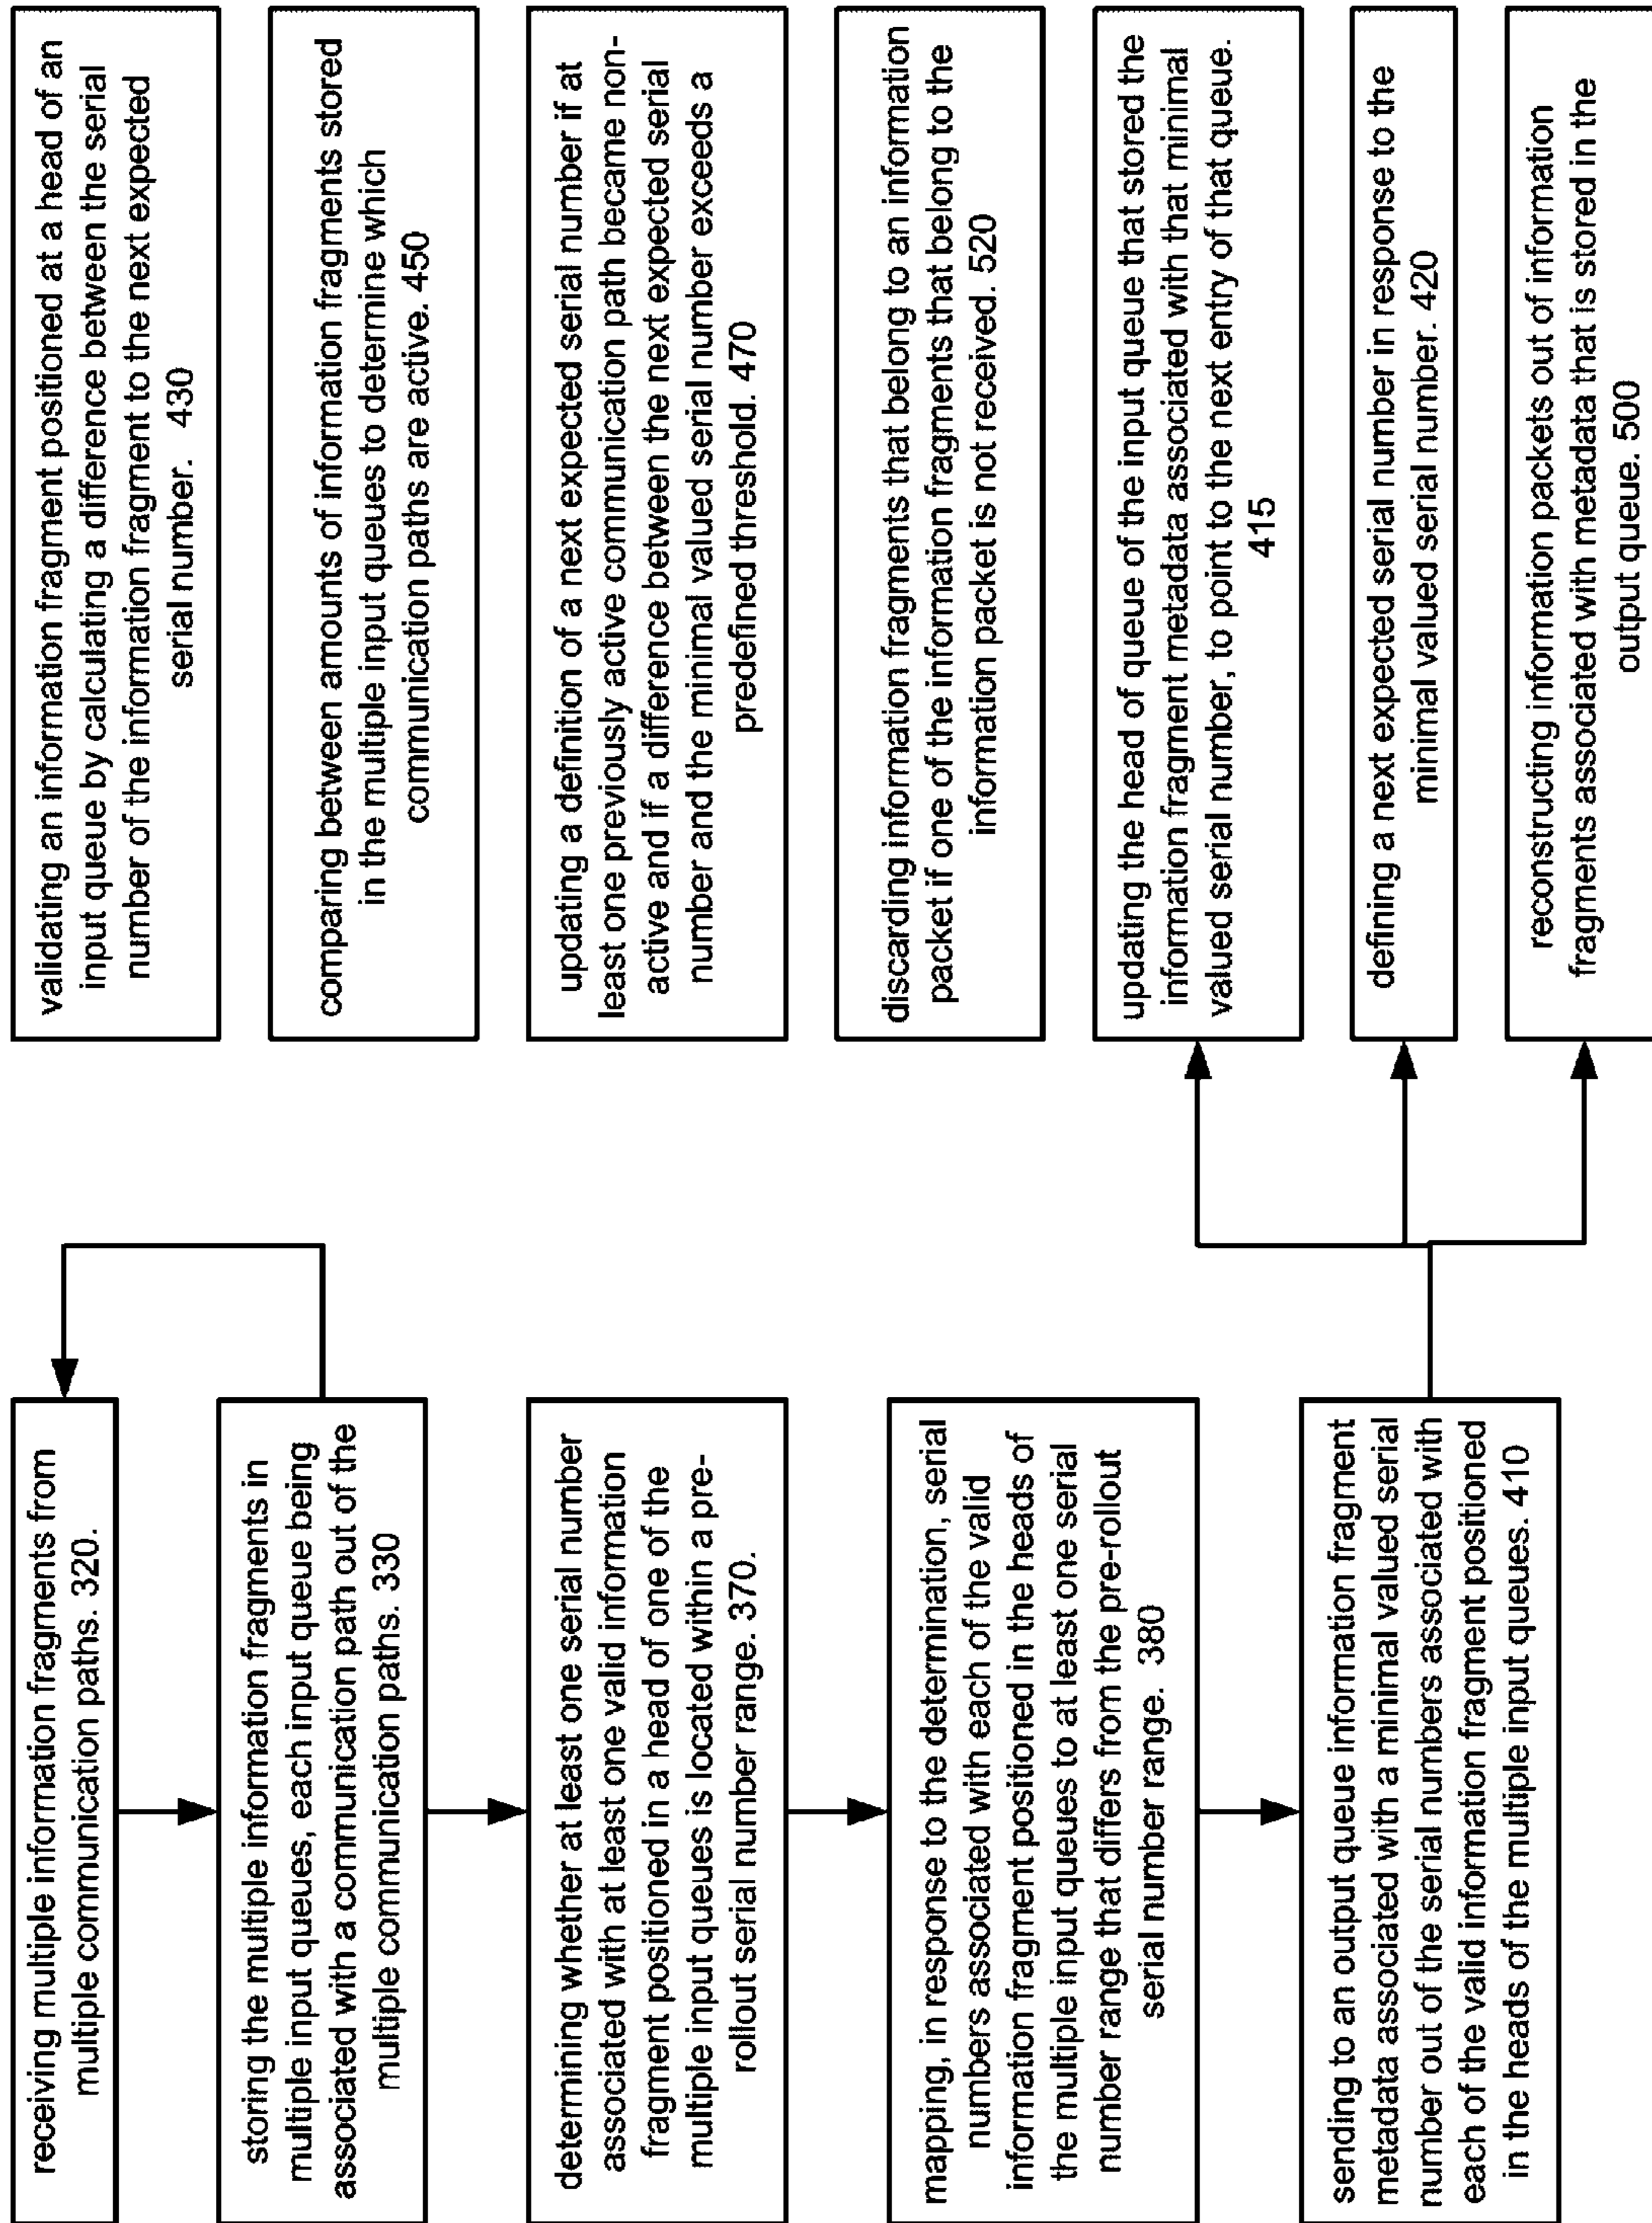 receiving multiple information fragments from
multiple communication paths. 320.
storing the multiple information fragments in
multiple input queues, each input queue being
associated with a communication path out of the
multiple communication paths. 330
determining whether at least one serial number
associated with at least one valid information
fragment positioned in a head of one of the
multiple input queues is located within a pre-
rollout serial number range. 370.
mapping, in response to the determination, serial
numbers associated with each of the valid
information fragment positioned in the heads of
the multiple input queues to at least one serial
number range that differs from the pre-rollout
serial number range. 380
sending to an output queue information fragment
metadata associated with a minimal valued serial
number out of the serial numbers associated with
each of the valid information fragment positioned
in the heads of the multiple input queues. 410
validating an information fragment positioned at a head of an
input queue by calculating a difference between the serial
number of the information fragment to the next expected
serial number. 430
comparing between amounts of information fragments stored
in the multiple input queues to determine which
communication paths are active. 450
updating a definition of a next expected serial number if at
least one previously active communication path became non-
active and if a difference between the next expected serial
number and the minimal valued serial number exceeds a
predefined threshold. 470
discarding information fragments that belong to an information
packet if one of the information fragments that belong to the
information packet is not received. 520
updating the head of queue of the input queue that stored the
information fragment metadata associated with that minimal
valued serial number, to point to the next entry of that queue.
415
defining a next expected serial number in response to the
minimal valued serial number. 420
reconstructing information packets out of information
fragments associated with metadata that is stored in the
output queue. 500